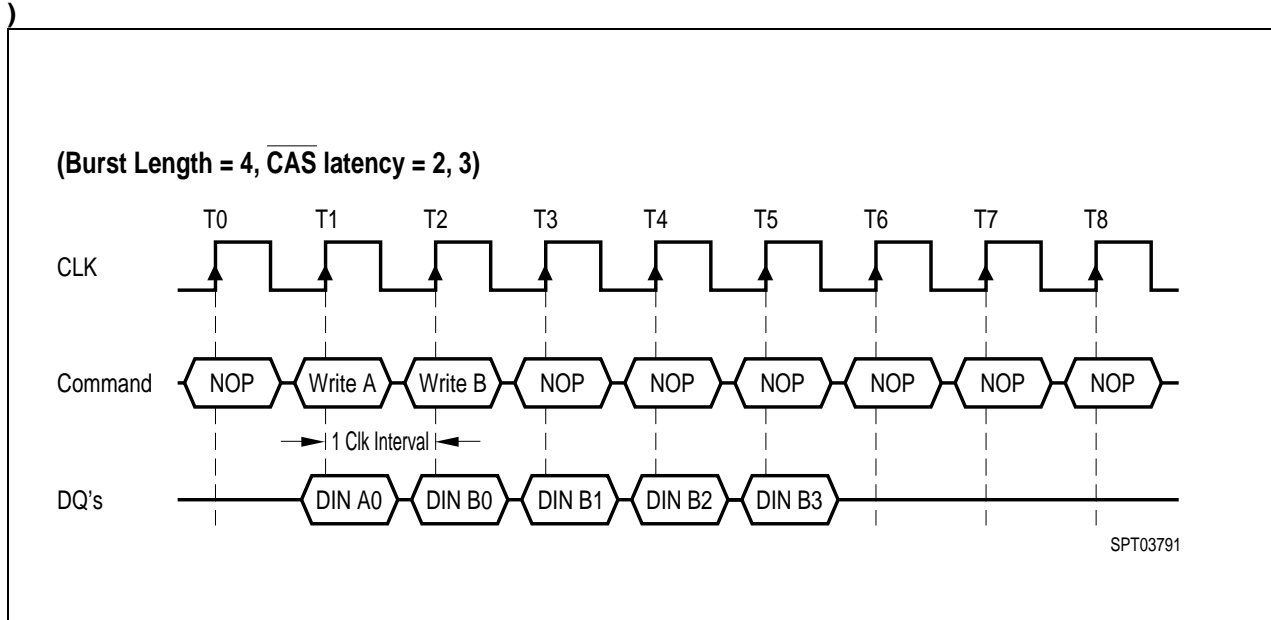 )
(Burst Length = 4, CAS latency = 2, 3)
T0 T1 T2 T3 T4 T5 T6 T7 T8
CLK
Command NOP Write A Write B NOP NOP NOP NOP NOP NOP
1 Clk Interval
DQ's DIN A0 DIN B0 DIN B1 DIN B2 DIN B3
SPT03791